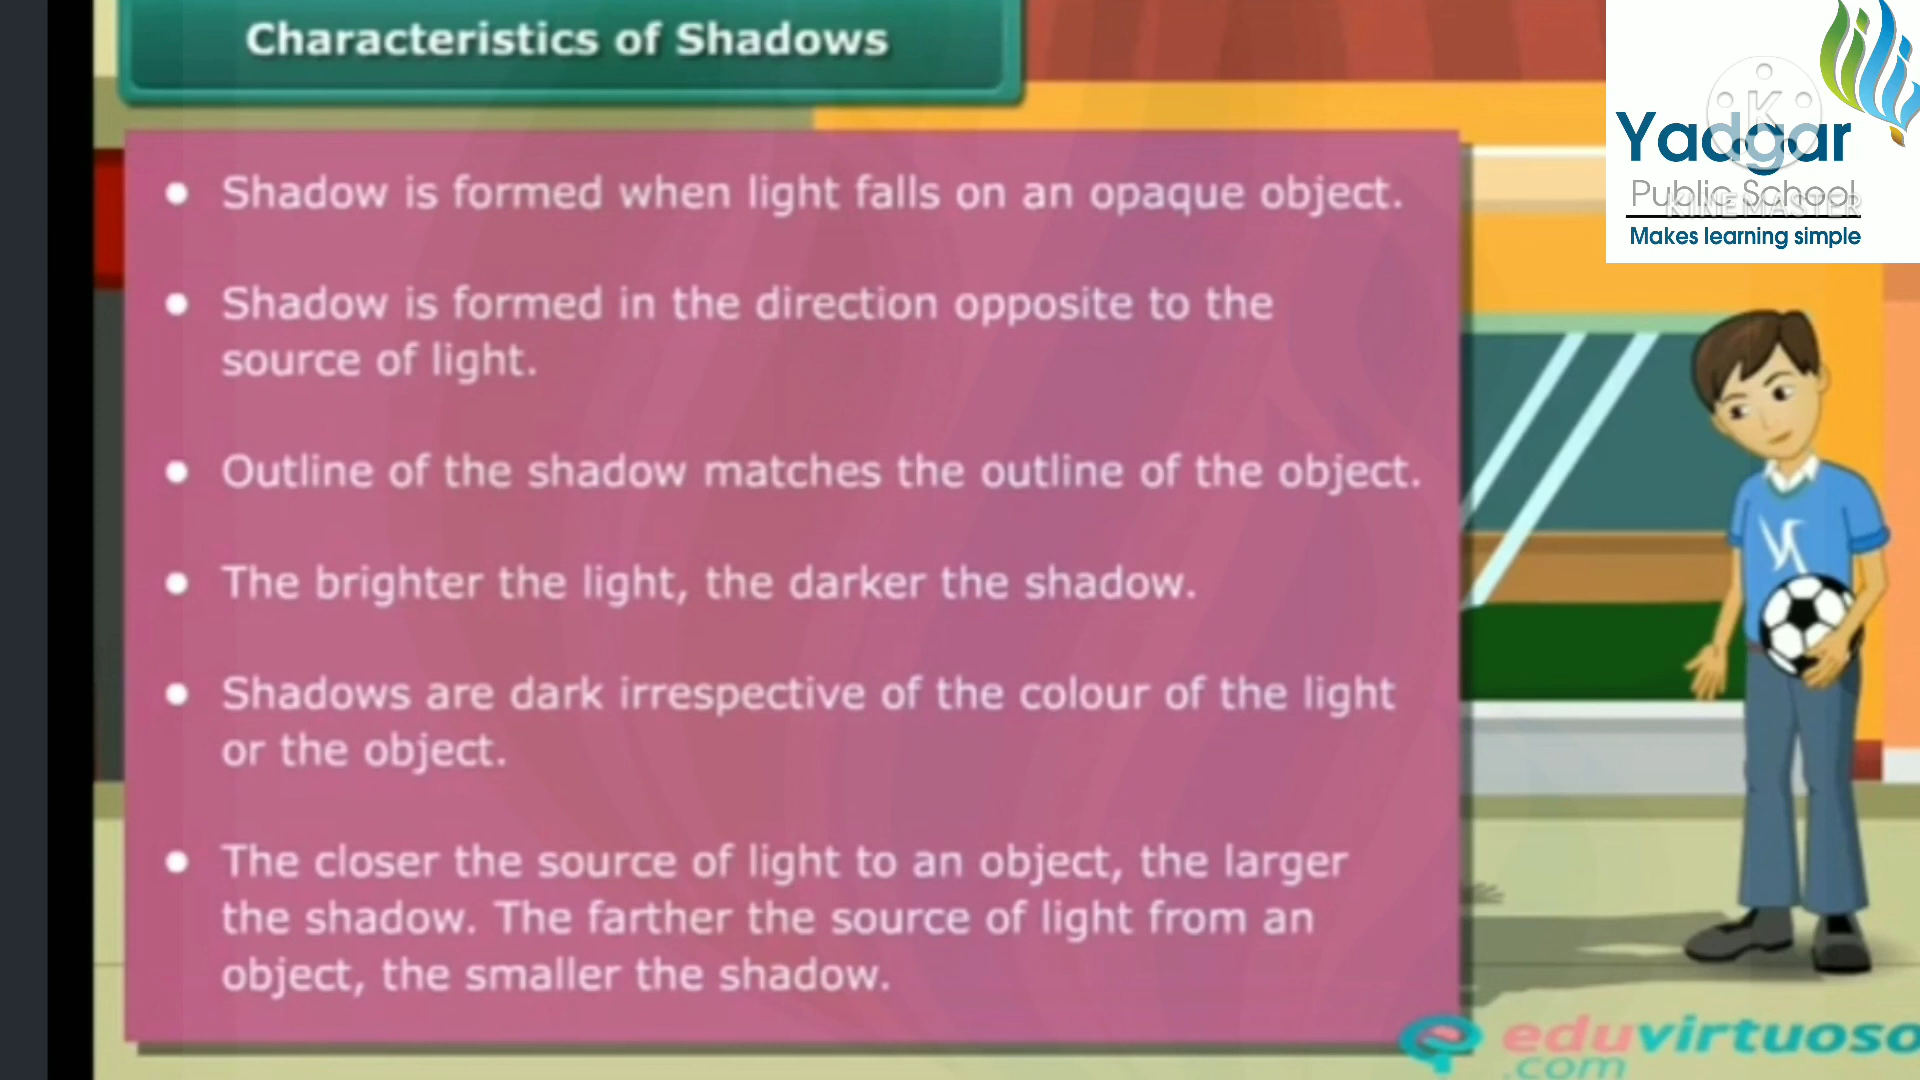 Characteristics of Shadows
Yadgar
Public School
KINEMASTER
Makes learning simple
• Shadow is formed when light falls on an opaque object.
• Shadow is formed in the direction opposite to the
source of light.
• Outline of the shadow matches the outline of the object.
• The brighter the light, the darker the shadow.
• Shadows are dark irrespective of the colour of the light
or the object.
• The closer the source of light to an object, the larger
the shadow. The farther the source of light from an
object, the smaller the shadow.
eduvirtuoso
.com